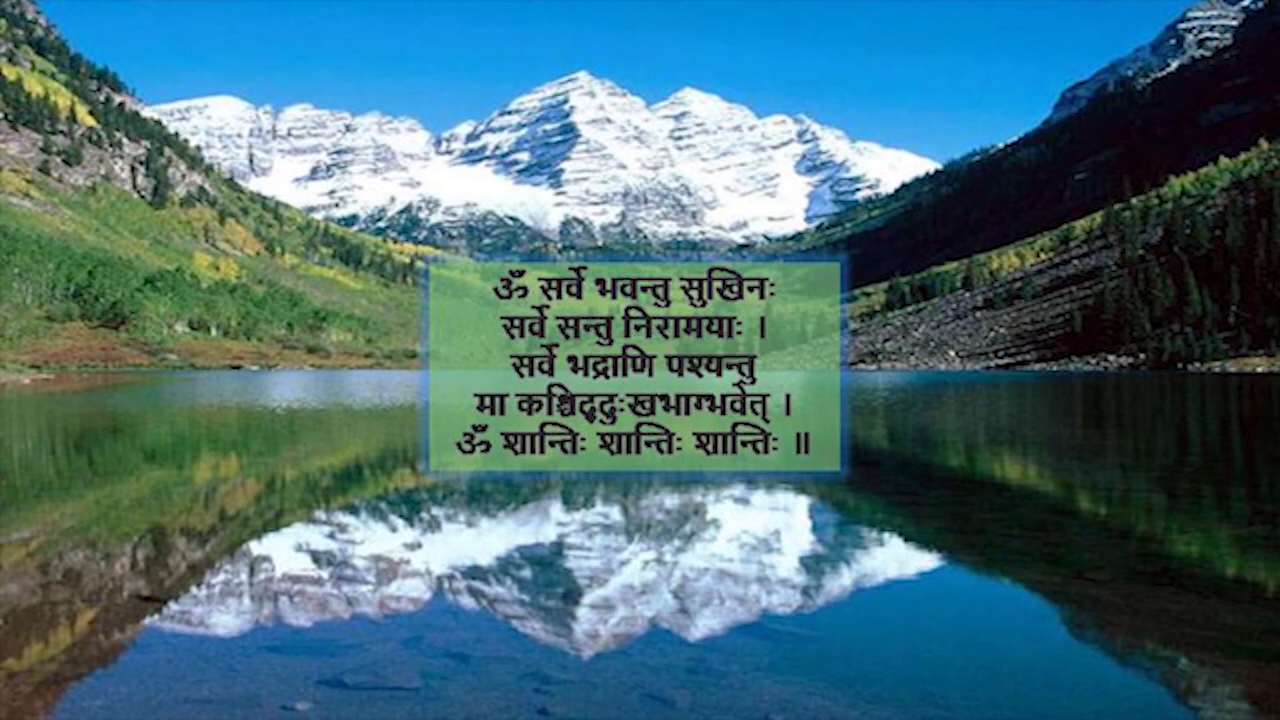 ॐ सर्वे भवन्तु सुखिनः
सर्वे सन्तु निरामयाः ।
सर्वे भद्राणि पश्यन्तु
मा कश्चिद्दुःखभाग्भवेत् ।
ॐ शान्तिः शान्तिः शान्तिः ॥